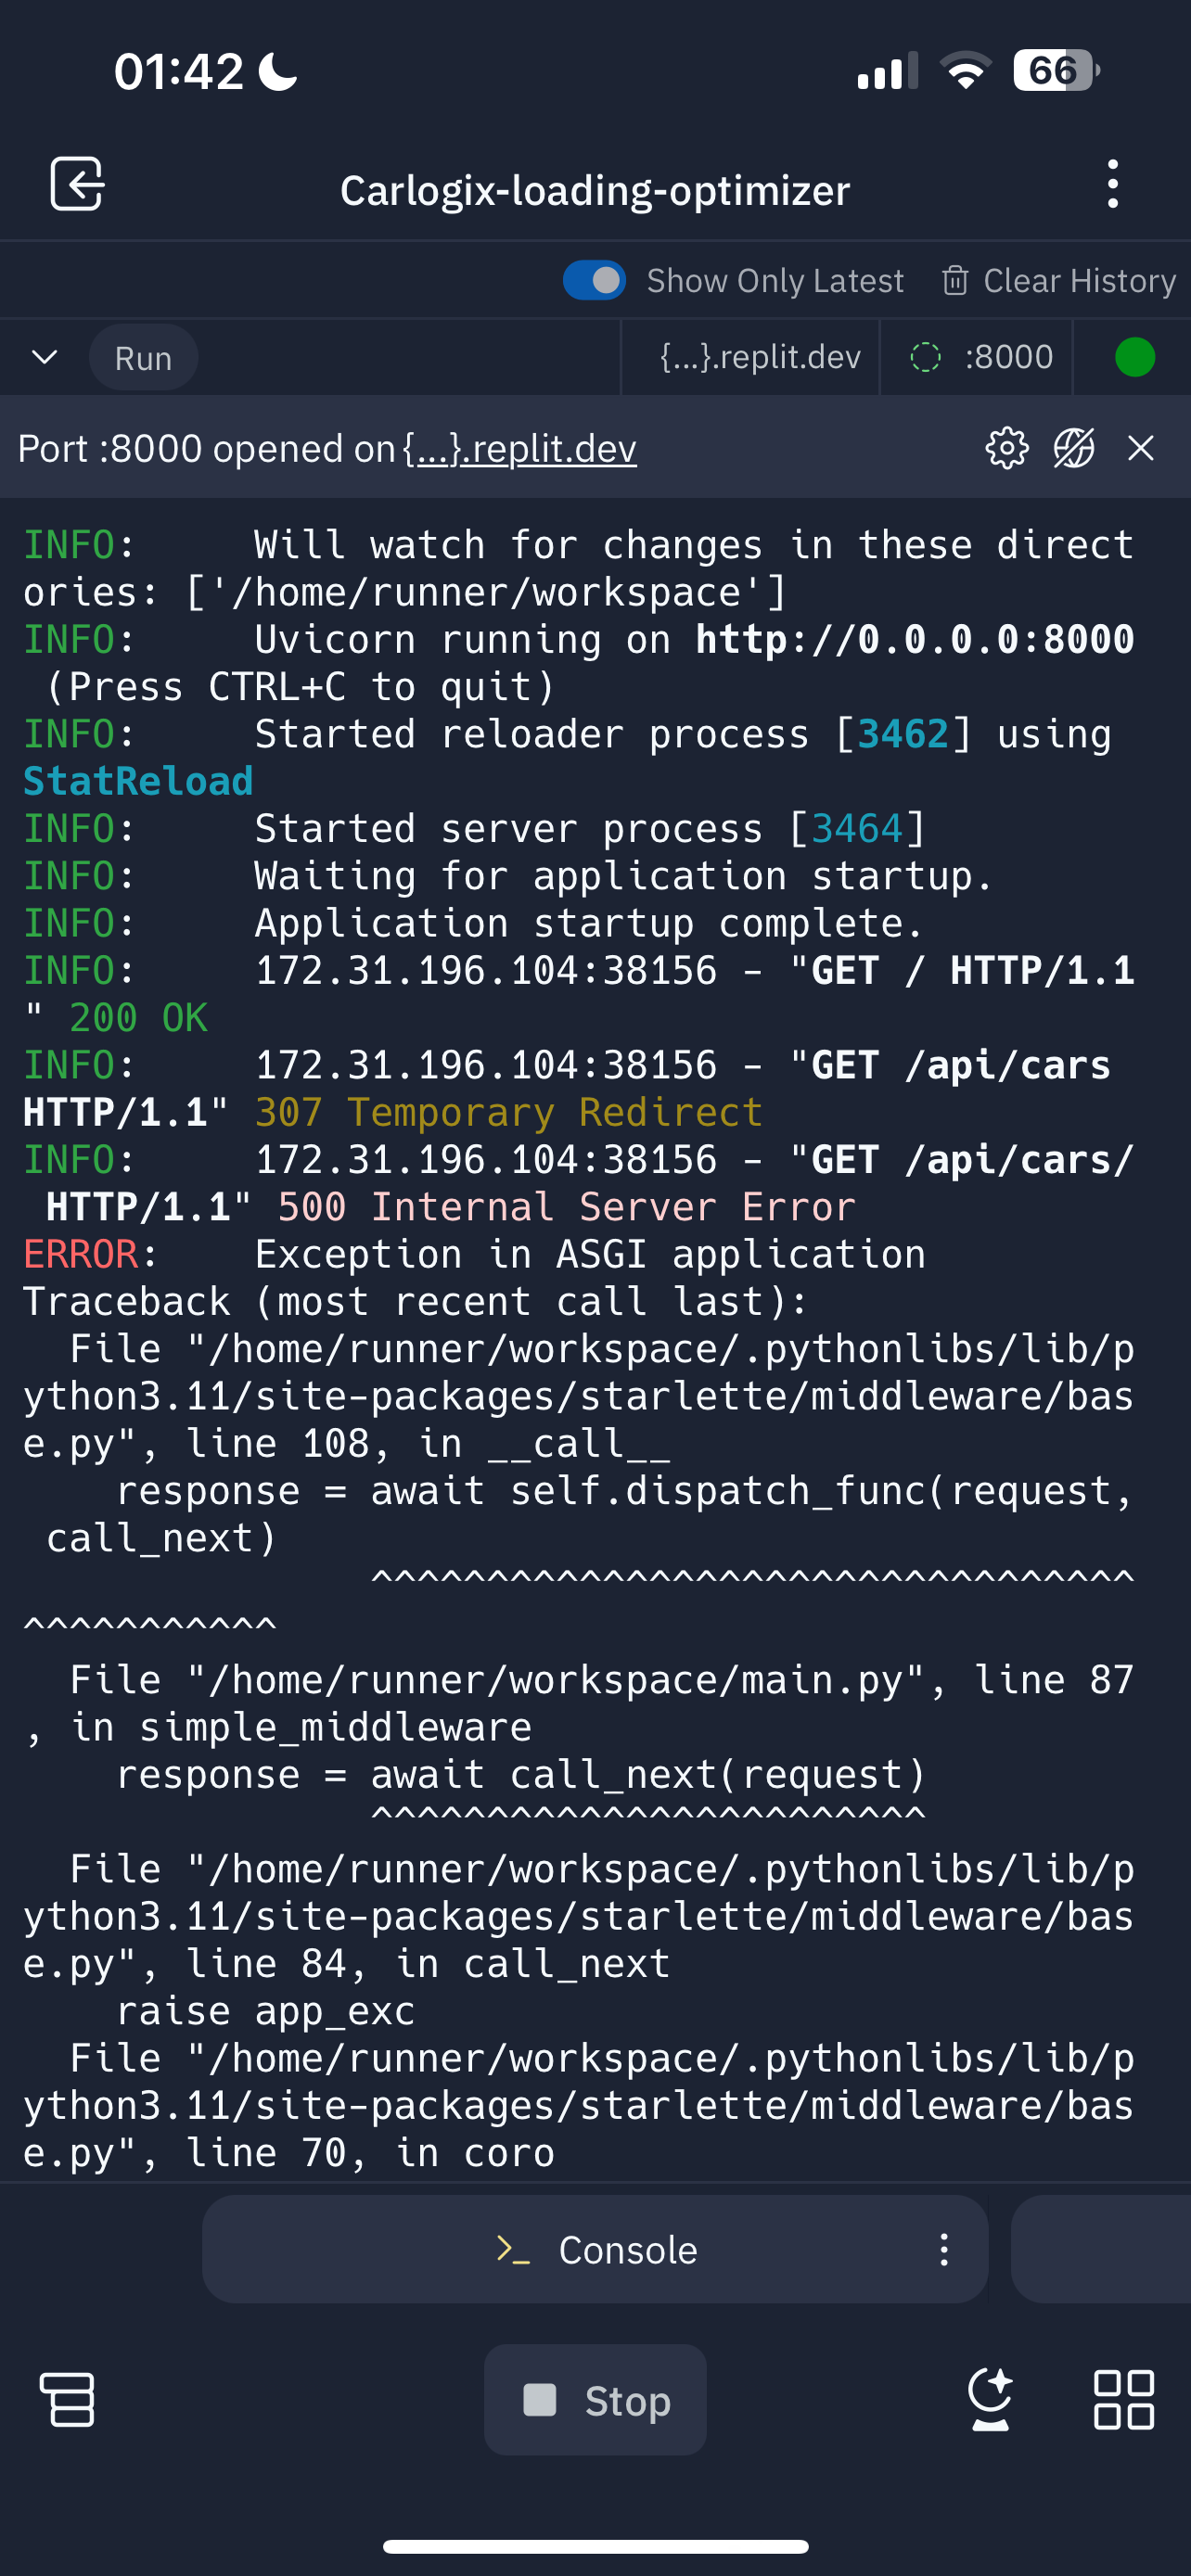 01:42
66
Carlogix-loading-optimizer
Show Only Latest Clear History
Run {...}.replit.dev :8000
Port :8000 opened on {...}.replit.dev
INFO:     Will watch for changes in these direct
ories: ['/home/runner/workspace']
INFO:     Uvicorn running on http://0.0.0.0:8000
 (Press CTRL+C to quit)
INFO:     Started reloader process [3462] using
StatReload
INFO:     Started server process [3464]
INFO:     Waiting for application startup.
INFO:     Application startup complete.
INFO:     172.31.196.104:38156 - "GET / HTTP/1.1
" 200 OK
INFO:     172.31.196.104:38156 - "GET /api/cars
HTTP/1.1" 307 Temporary Redirect
INFO:     172.31.196.104:38156 - "GET /api/cars/
 HTTP/1.1" 500 Internal Server Error
ERROR:    Exception in ASGI application
Traceback (most recent call last):
  File "/home/runner/workspace/.pythonlibs/lib/p
ython3.11/site-packages/starlette/middleware/bas
e.py", line 108, in __call__
    response = await self.dispatch_func(request,
 call_next)
               ^^^^^^^^^^^^^^^^^^^^^^^^^^^^^^^^^
^^^^^^^^^^^
  File "/home/runner/workspace/main.py", line 87
, in simple_middleware
    response = await call_next(request)
               ^^^^^^^^^^^^^^^^^^^^^^^^
  File "/home/runner/workspace/.pythonlibs/lib/p
ython3.11/site-packages/starlette/middleware/bas
e.py", line 84, in call_next
    raise app_exc
  File "/home/runner/workspace/.pythonlibs/lib/p
ython3.11/site-packages/starlette/middleware/bas
e.py", line 70, in coro
Console
Stop